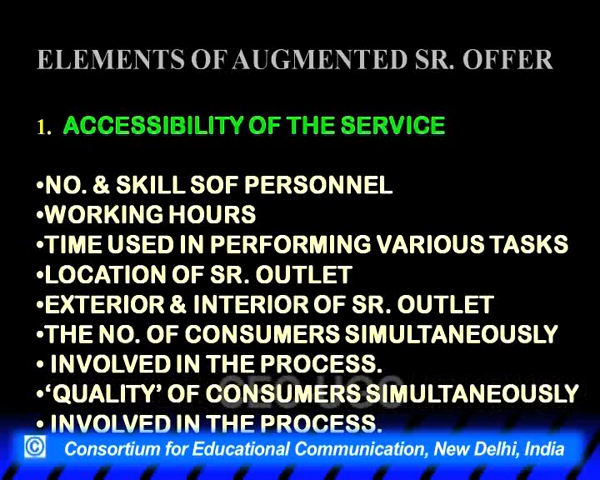 ELEMENTS OF AUGMENTED SR. OFFER
1. ACCESSIBILITY OF THE SERVICE
•NO. & SKILL SOF PERSONNEL
•WORKING HOURS
•TIME USED IN PERFORMING VARIOUS TASKS
•LOCATION OF SR. OUTLET
•EXTERIOR & INTERIOR OF SR. OUTLET
•THE NO. OF CONSUMERS SIMULTANEOUSLY
• INVOLVED IN THE PROCESS.
CEC-UGC
•‘QUALITY’ OF CONSUMERS SIMULTANEOUSLY
• INVOLVED IN THE PROCESS.
© Consortium for Educational Communication, New Delhi, India